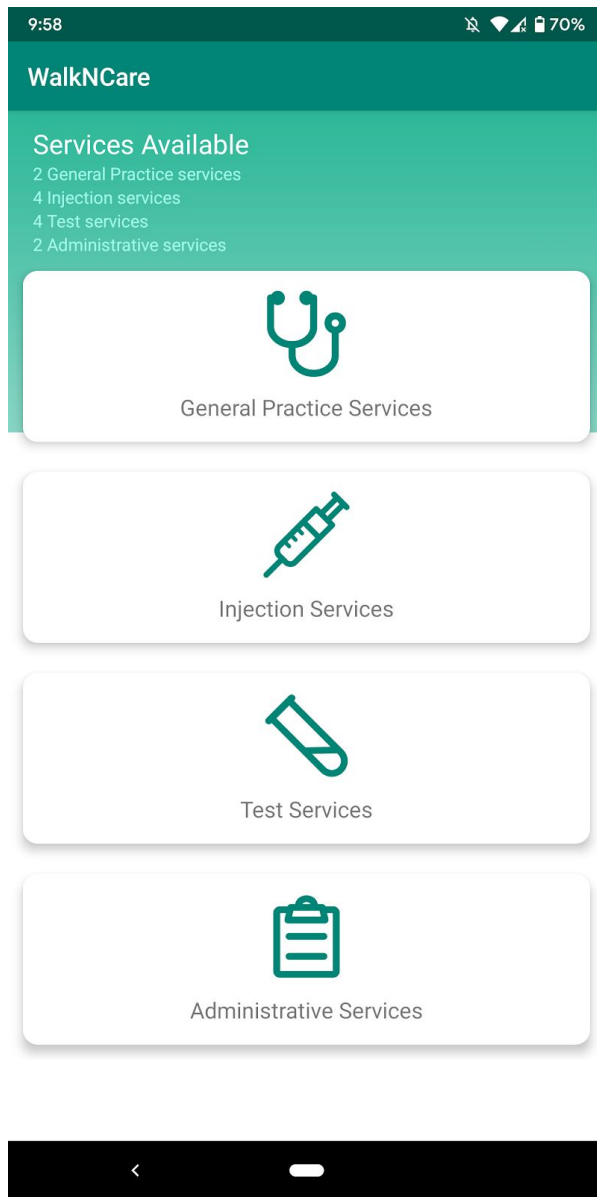 9:58
70%
WalkNCare
Services Available
2 General Practice services
4 Injection services
4 Test services
2 Administrative services
General Practice Services
Injection Services
Test Services
Administrative Services